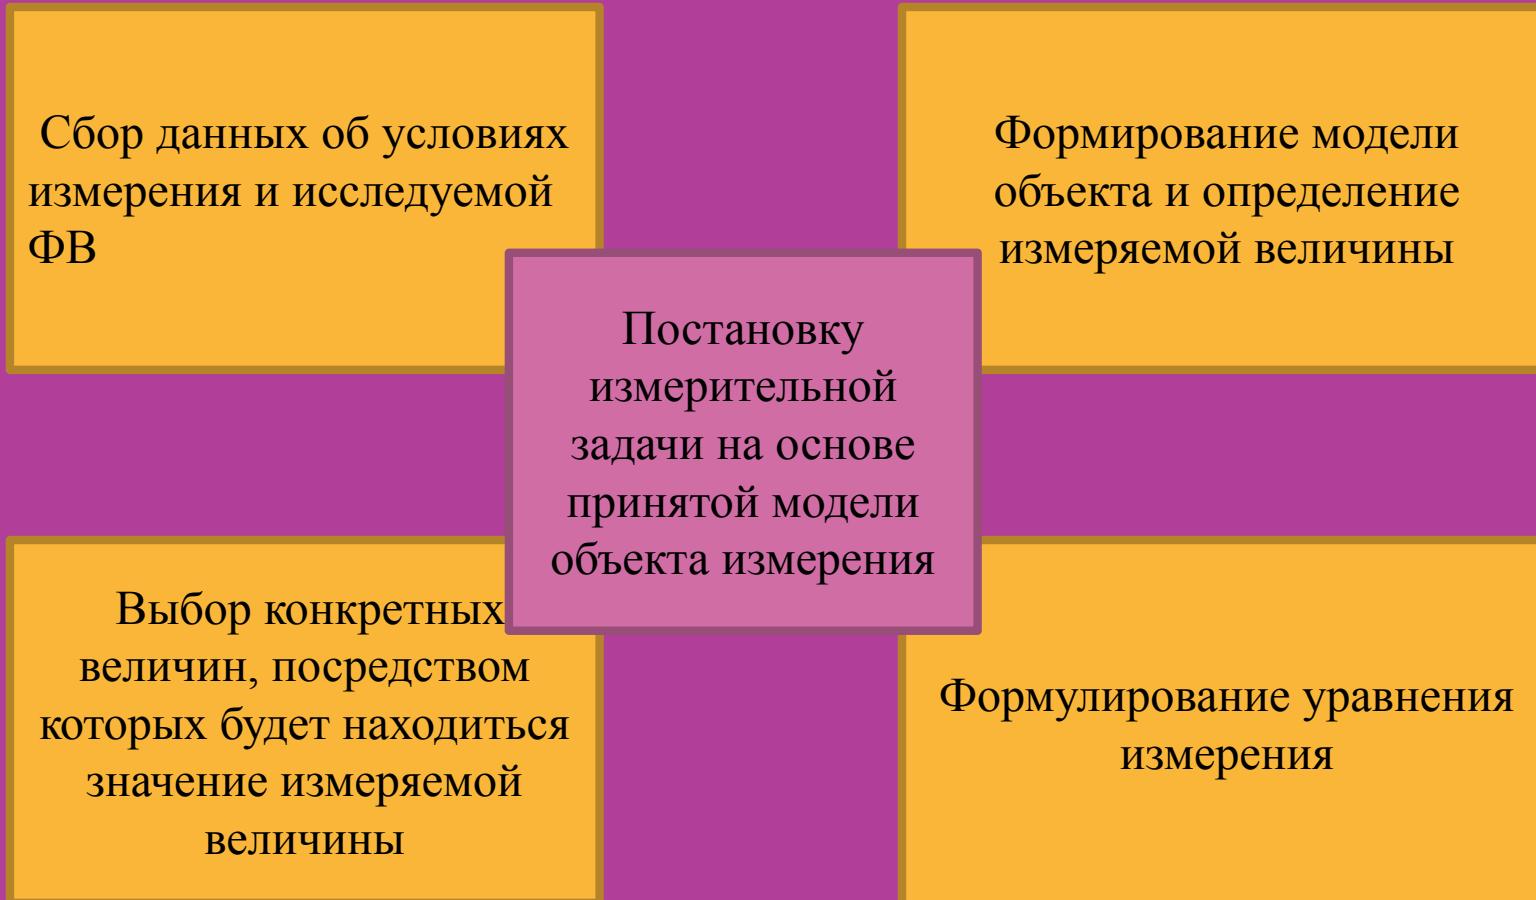 Сбор данных об условиях
измерения и исследуемой
ФВ
Формирование модели
объекта и определение
измеряемой величины
Постановку
измерительной
задачи на основе
принятой модели
объекта измерения
Выбор конкретных
величин, посредством
которых будет находиться
значение измеряемой
величины
Формулирование уравнения
измерения